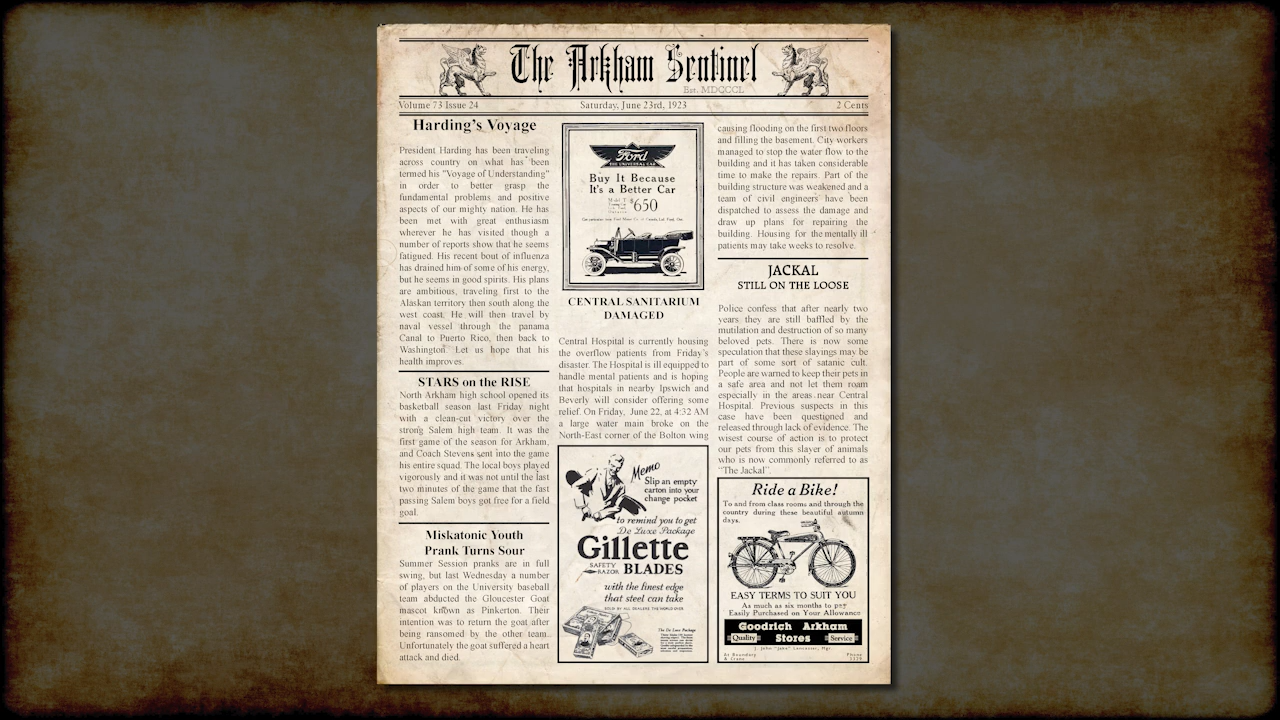 The Arkham Sentinel
Est. MDCCCL
Volume 73 Issue 24
Saturday, June 23rd, 1923
2 Cents
Harding's Voyage
President Harding has been traveling
across country on what has been
termed his "Voyage of Understanding"
in order to better grasp the
fundamental problems and positive
aspects of our mighty nation. He has
been met with great enthusiasm
wherever he has visited though a
number of reports show that he seems
fatigued. His recent bout of influenza
has drained him of some of his energy,
but he seems in good spirits. His plans
are ambitious, traveling first to the
Alaskan territory then south along the
west coast. He will then travel by
naval vessel through the panama
Canal to Puerto Rico, then back to
Washington. Let us hope that his
health improves.
STARS on the RISE
North Arkham high school opened its
basketball season last Friday night
with a clean-cut victory over the
strong Salem high team. It was the
first game of the season for Arkham,
and Coach Stevens sent into the game
his entire squad. The local boys played
vigorously and it was not until the last
two minutes of the game that the fast
passing Salem boys got free for a field
goal.
Miskatonic Youth
Prank Turns Sour
Summer Session pranks are in full
swing, but last Wednesday a number
of players on the University baseball
team abducted the Gloucester Goat
mascot known as Pinkerton. Their
intention was to return the goat after
being ransomed by the other team.
Unfortunately the goat suffered a heart
attack and died.
Ford
THE UNIVERSAL CAR
Buy It Because
It's a Better Car
Model T
$650
CENTRAL SANITARIUM
DAMAGED
Central Hospital is currently housing
the overflow patients from Friday's
disaster. The Hospital is ill equipped to
handle mental patients and is hoping
that hospitals in nearby Ipswich and
Beverly will consider offering some
relief. On Friday, June 22, at 4:32 AM
a large water main broke on the
North-East corner of the Bolton wing
Memo
Slip an empty
carton into your
change pocket
to remind you to get
De Luxe Package
Gillette
SAFETY RAZOR BLADES
with the finest edge
that steel can take
SOLD BY ALL DEALERS THE WORLD OVER
The De Luxe Package
causing flooding on the first two floors
and filling the basement. City workers
managed to stop the water flow to the
building and it has taken considerable
time to make the repairs. Part of the
building structure was weakened and a
team of civil engineers have been
dispatched to assess the damage and
draw up plans for repairing the
building. Housing for the mentally ill
patients may take weeks to resolve.
JACKAL
STILL ON THE LOOSE
Police confess that after nearly two
years they are still baffled by the
mutilation and destruction of so many
beloved pets. There is now some
speculation that these slayings may be
part of some sort of satanic cult.
People are warned to keep their pets in
a safe area and not let them roam
especially in the areas near Central
Hospital. Previous suspects in this
case have been questioned and
released through lack of evidence. The
wisest course of action is to protect
our pets from this slayer of animals
who is now commonly referred to as
"The Jackal".
Ride a Bike!
To and from class rooms and through the
country during these beautiful autumn
days.
EASY TERMS TO SUIT YOU
As much as six months to pay
Easily Purchased on Your Allowance
Goodrich Arkham
Quality Stores Service
J. John "Jake" Lancaster, Mgr.
At Boundary
& Crane
Phone